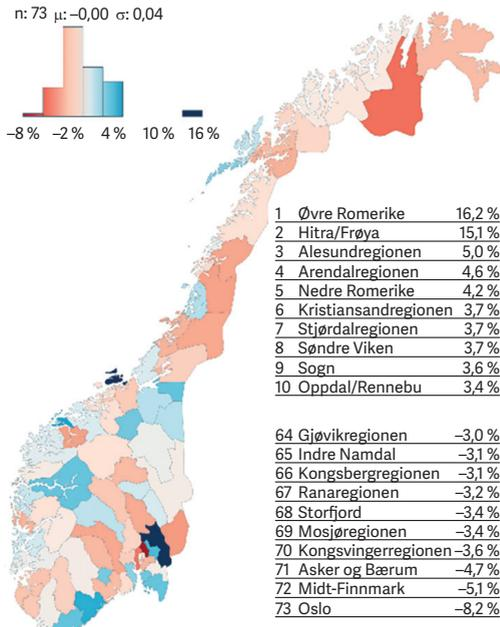 n: 73 μ: –0,00 σ: 0,04
–8 % –2 % 4 % 10 % 16 %
1 Øvre Romerike 16,2 %
2 Hitra/Frøya 15,1 %
3 Alesundregionen 5,0 %
4 Arendalregionen 4,6 %
5 Nedre Romerike 4,2 %
6 Kristiansandregionen 3,7 %
7 Stjørdalregionen 3,7 %
8 Søndre Viken 3,7 %
9 Sogn 3,6 %
10 Oppdal/Rennebu 3,4 %
64 Gjøvikregionen –3,0 %
65 Indre Namdal –3,1 %
66 Kongsbergregionen –3,1 %
67 Ranaregionen –3,2 %
68 Storfjord –3,4 %
69 Mosjøregionen –3,4 %
70 Kongsvingerregionen –3,6 %
71 Asker og Bærum –4,7 %
72 Midt-Finnmark –5,1 %
73 Oslo –8,2 %